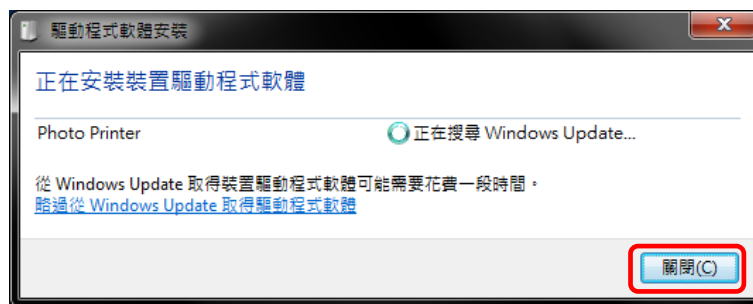 驅動程式軟體安裝
正在安裝裝置驅動程式軟體
Photo Printer 正在搜尋 Windows Update...
從 Windows Update 取得裝置驅動程式軟體可能需要花費一段時間。
略過從 Windows Update 取得驅動程式軟體
關閉(C)